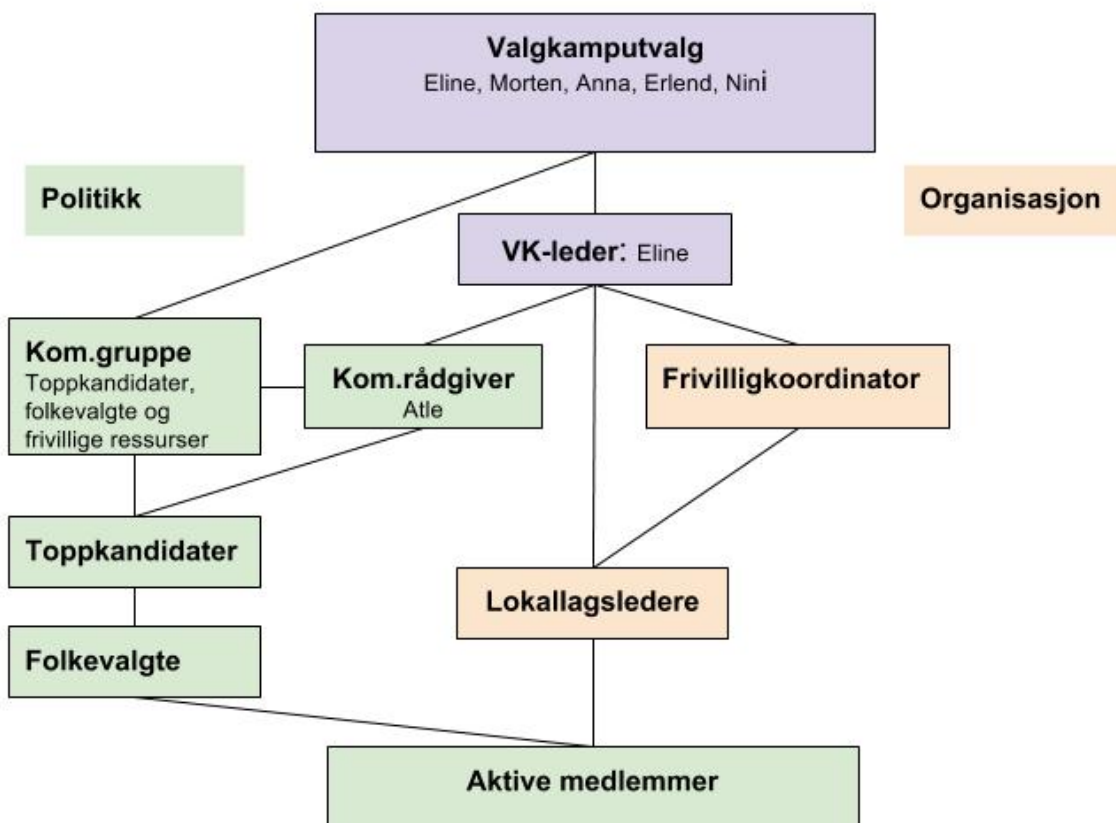 Valgkamputvalg
Eline, Morten, Anna, Erlend, Nini
Politikk
Organisasjon
VK-leder: Eline
Kom.gruppe
Toppkandidater,
folkevalgte og
frivillige ressurser
Kom.rådgiver
Atle
Frivilligkoordinator
Toppkandidater
Lokallagsledere
Folkevalgte
Aktive medlemmer